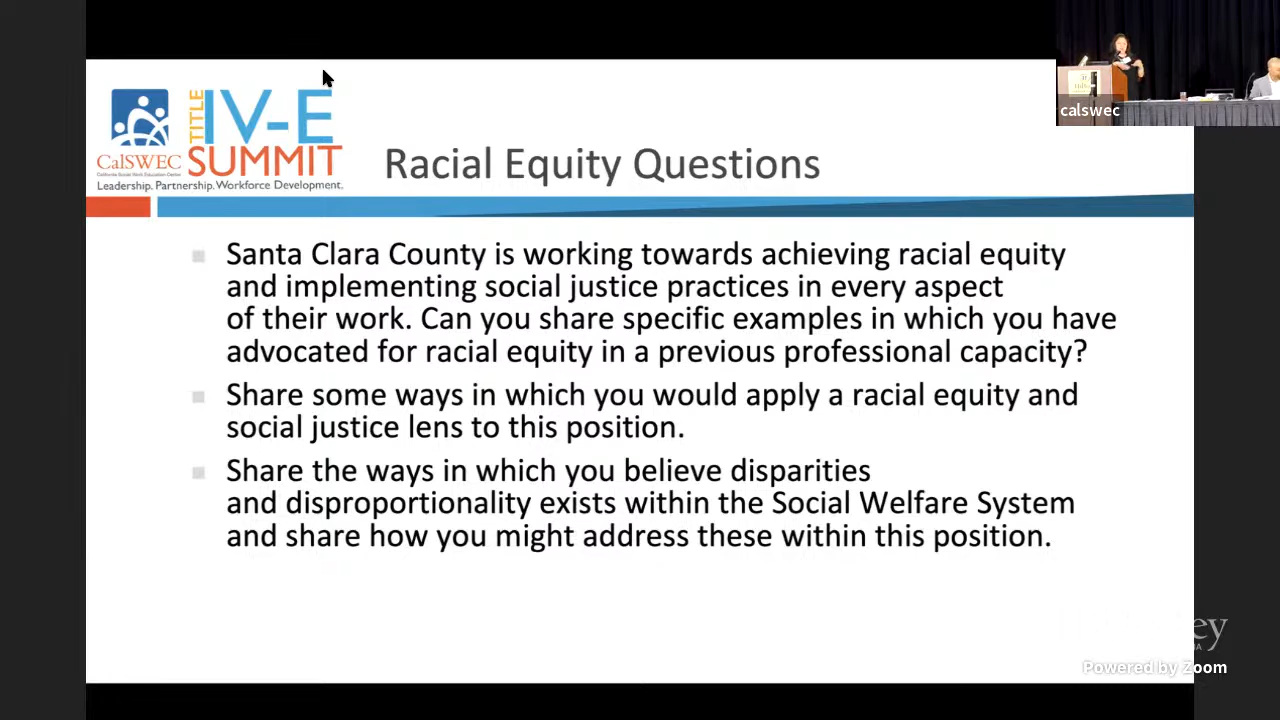 calswec
TITLE
IV-E
SUMMIT
CalSWEC
California Social Work Education Center
Leadership. Partnership. Workforce Development.
Racial Equity Questions
Santa Clara County is working towards achieving racial equity
and implementing social justice practices in every aspect
of their work. Can you share specific examples in which you have
advocated for racial equity in a previous professional capacity?
Share some ways in which you would apply a racial equity and
social justice lens to this position.
Share the ways in which you believe disparities
and disproportionality exists within the Social Welfare System
and share how you might address these within this position.
Powered by Zoom